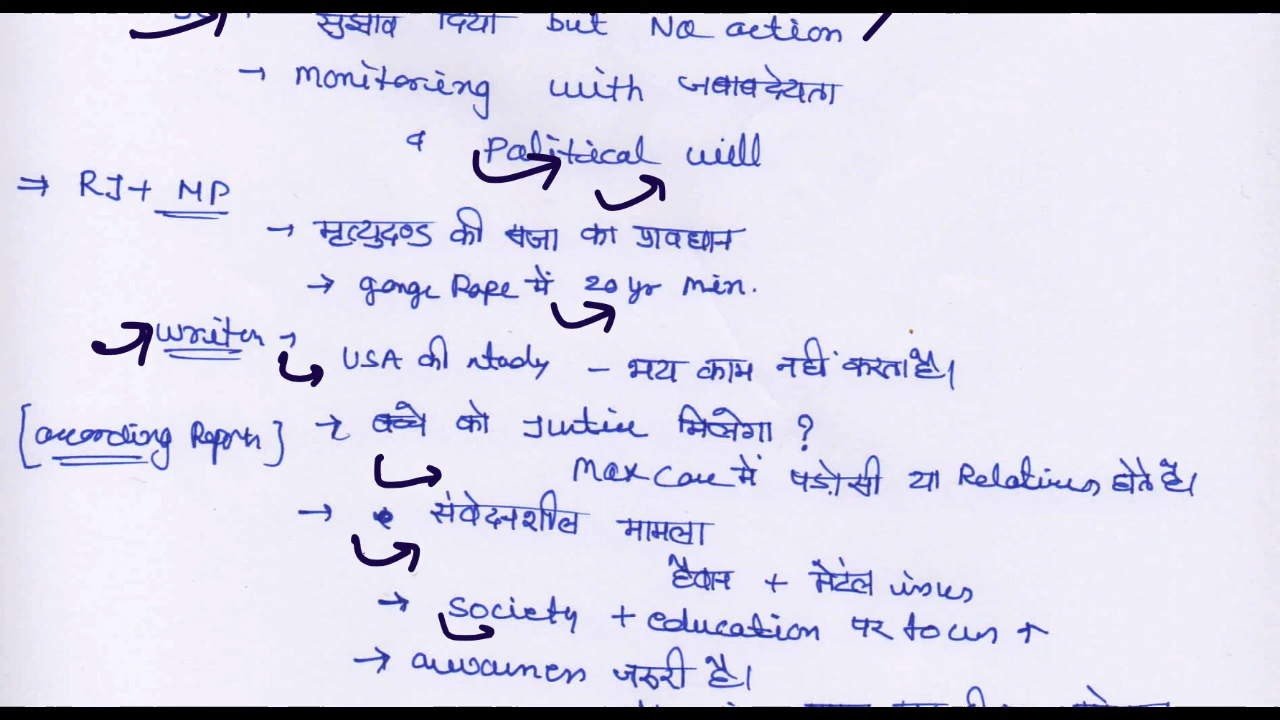 सुझाव दिया but No action
→ monitoring with जवाबदेयता
& Political will
⇒ RJ + MP
→ मृत्युदण्ड की सजा का प्रावधान
→ gange Rape में 20 yr min.
writer →
USA की study - भय काम नहीं करता है।
[according Reports] → बच्चे को Justice मिलेगा ?
Max Case में पड़ोसी या Relatives होते है।
→ संवेदनशील मामला
हैवान + मेंटल issues
→ society + education पर focus ↑
→ awareness जरुरी है।